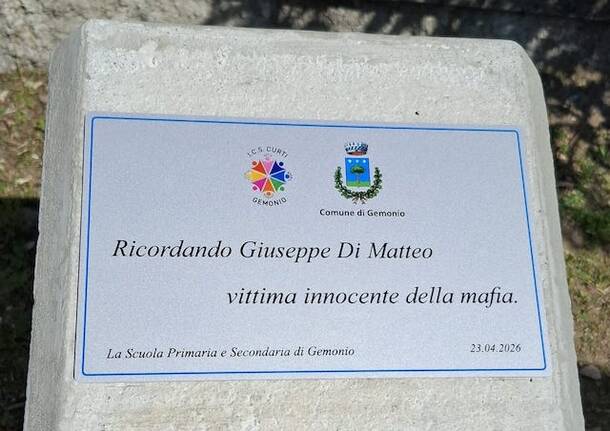 I.C.S. CURTI
GEMONIO
Comune di Gemonio
Ricordando Giuseppe Di Matteo
vittima innocente della mafia.
La Scuola Primaria e Secondaria di Gemonio
23.04.2026